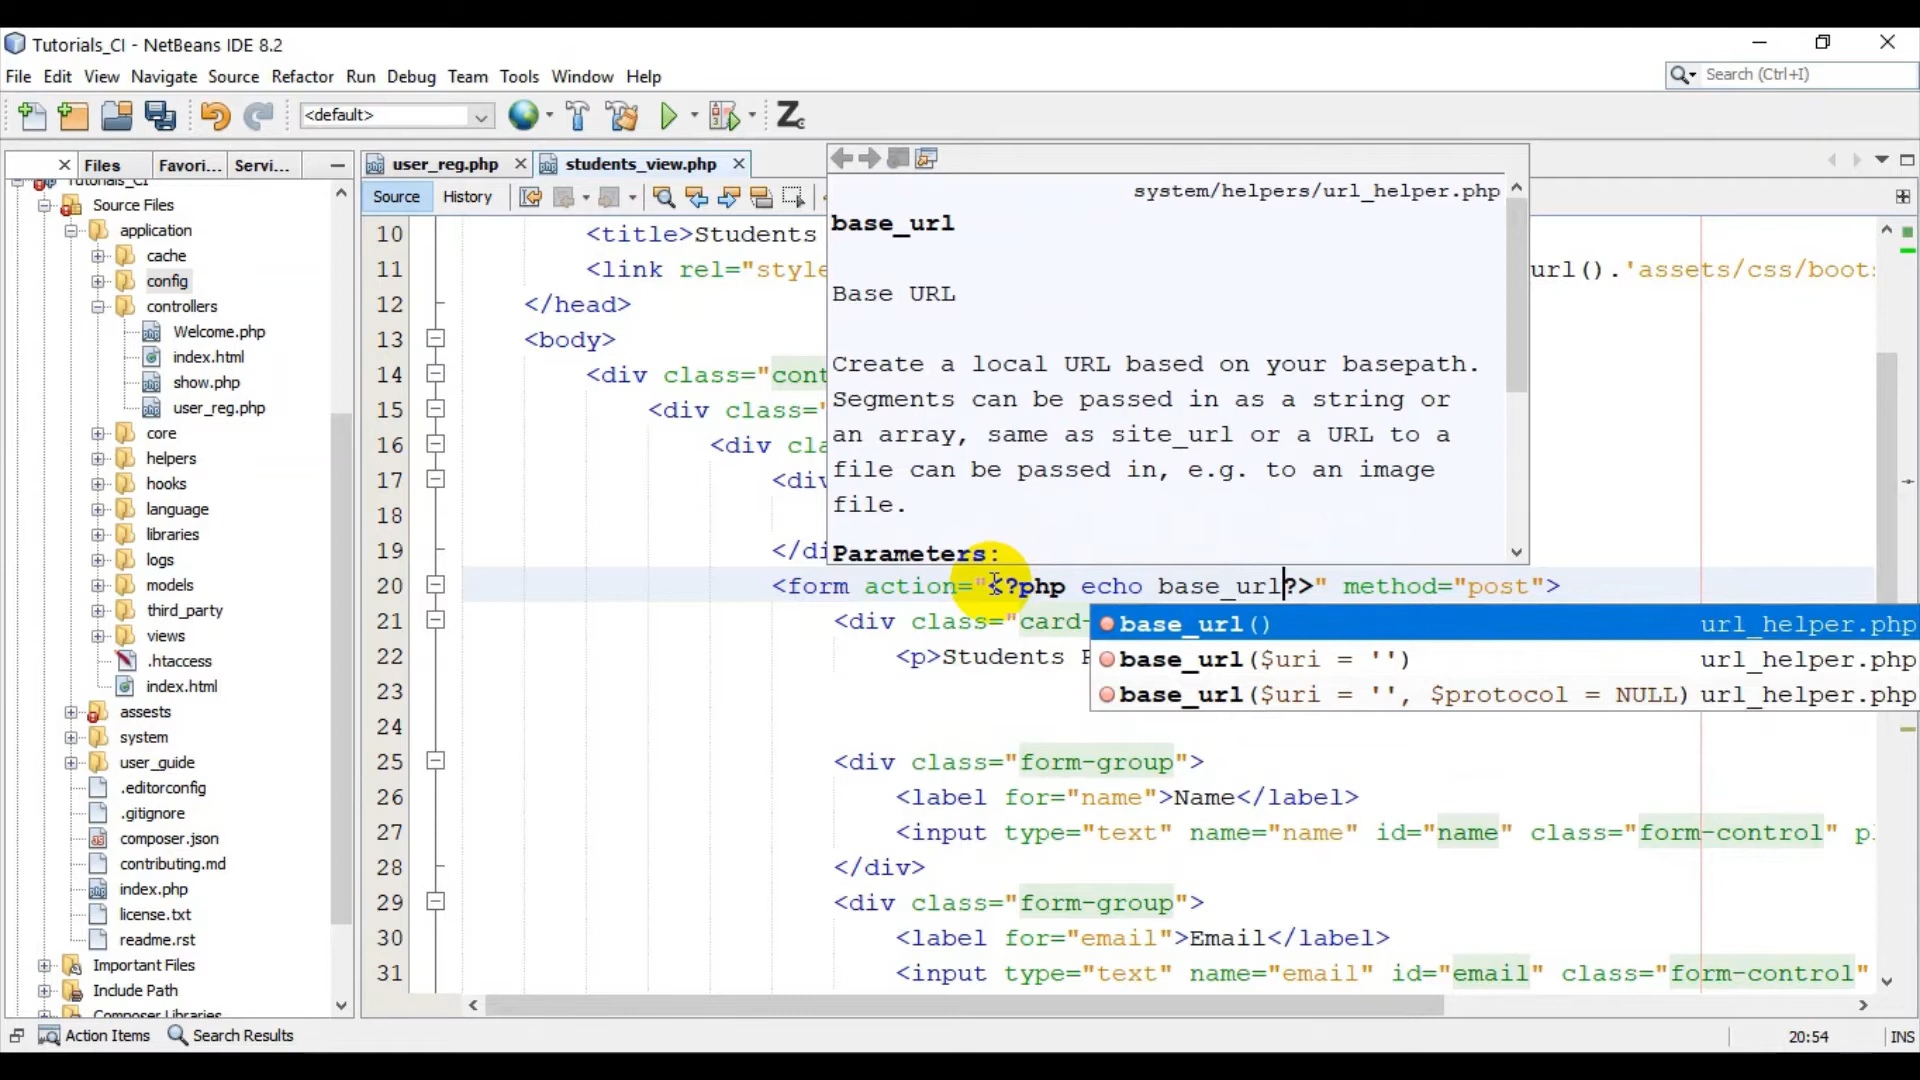 Tutorials_CI - NetBeans IDE 8.2
File Edit View Navigate Source Refactor Run Debug Team Tools Window Help
Search (Ctrl+I)
<default>
Files Favori... Servi...
user_reg.php students_view.php
Source History
Tutorials_CI
Source Files
application
cache
config
controllers
Welcome.php
index.html
show.php
user_reg.php
core
helpers
hooks
language
libraries
logs
models
third_party
views
.htaccess
index.html
assests
system
user_guide
.editorconfig
.gitignore
composer.json
contributing.md
index.php
license.txt
readme.rst
Important Files
Include Path
Composer Libraries
10 <title>Students
11 <link rel="style url().'assets/css/boots
12 </head>
13 <body>
14 <div class="cont
15 <div class="
16 <div cla
17 <div
18
19 </di
20 <form action="<?php echo base_url?>" method="post">
21 <div class="card-
22 <p>Students
23
24
25 <div class="form-group">
26 <label for="name">Name</label>
27 <input type="text" name="name" id="name" class="form-control" pl
28 </div>
29 <div class="form-group">
30 <label for="email">Email</label>
31 <input type="text" name="email" id="email" class="form-control"
system/helpers/url_helper.php
base_url
Base URL
Create a local URL based on your basepath.
Segments can be passed in as a string or
an array, same as site_url or a URL to a
file can be passed in, e.g. to an image
file.
Parameters:
base_url() url_helper.php
base_url($uri = '') url_helper.php
base_url($uri = '', $protocol = NULL) url_helper.php
Action Items Search Results
20:54 INS